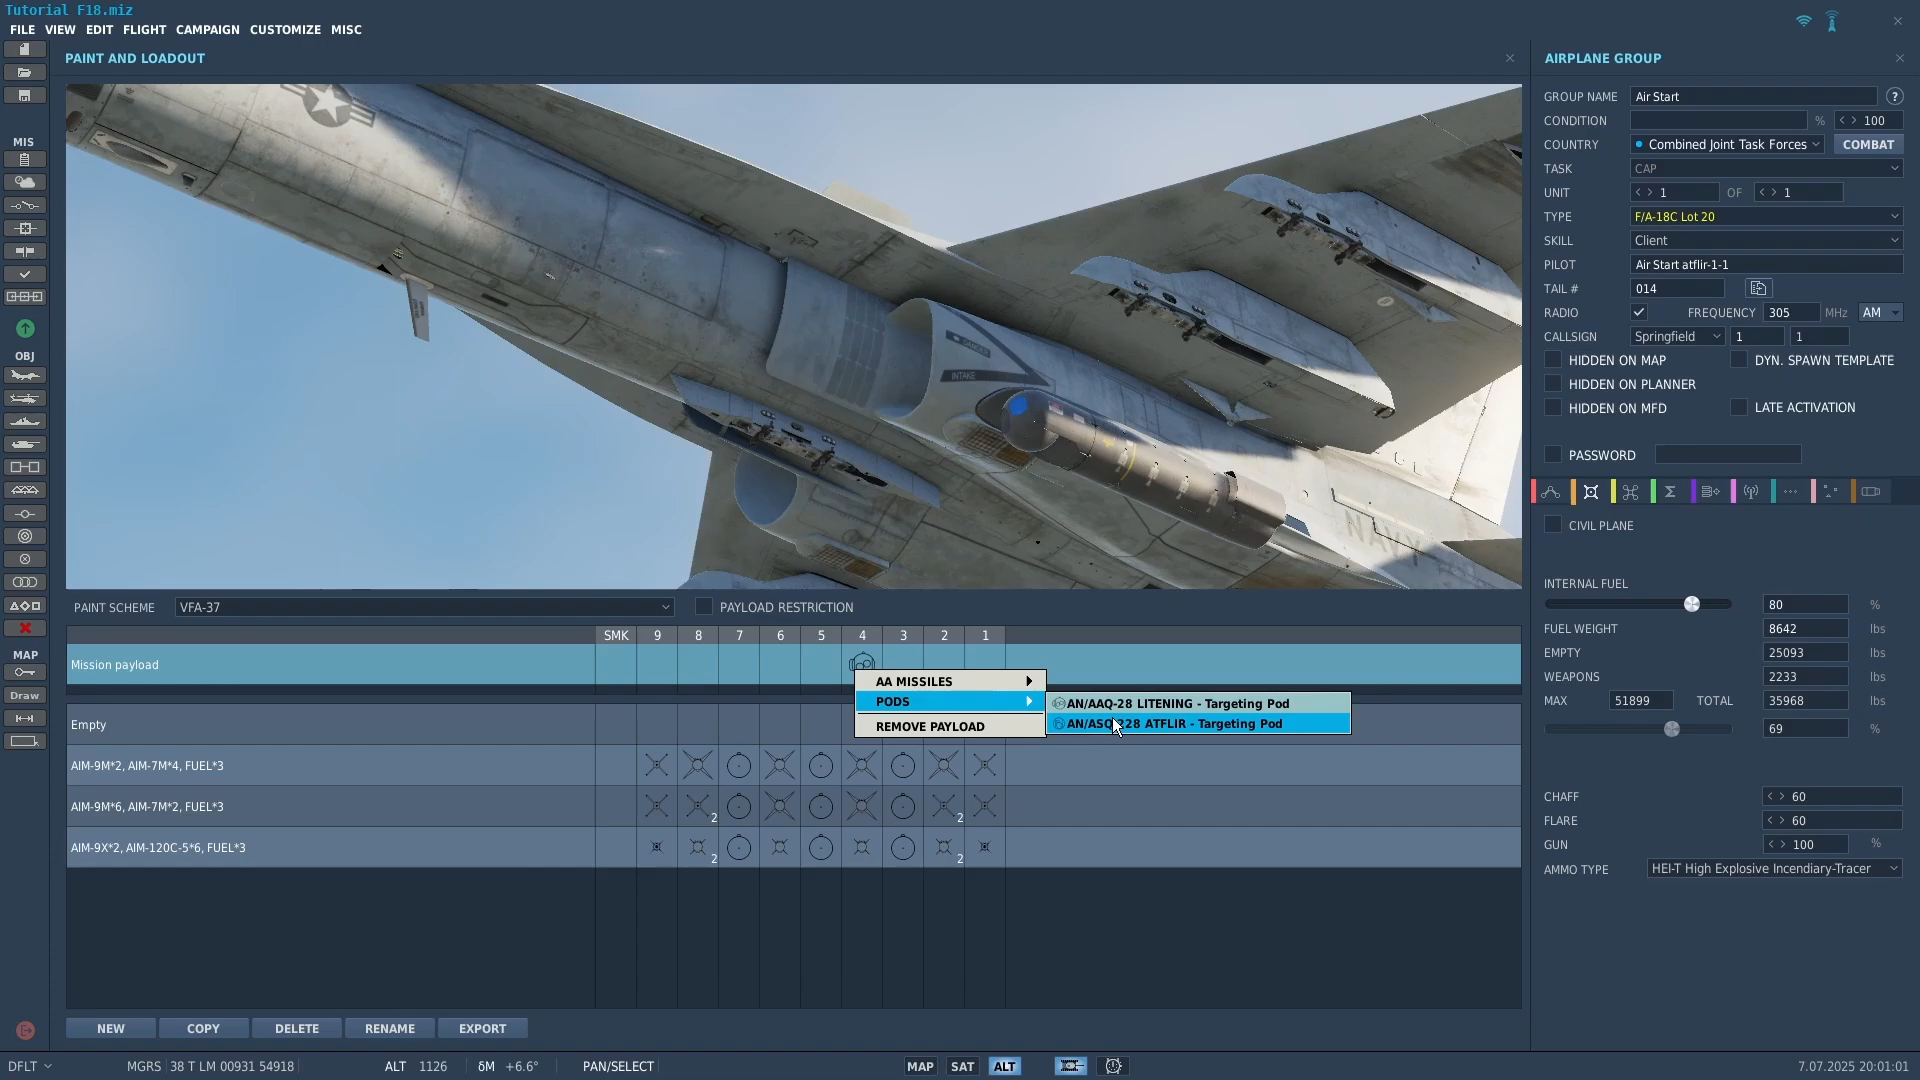 Tutorial F18.miz
FILE VIEW EDIT FLIGHT CAMPAIGN CUSTOMIZE MISC
PAINT AND LOADOUT
MIS
OBJ
MAP
Draw
DANGER
INTAKE
NAVY
PAINT SCHEME VFA-37 PAYLOAD RESTRICTION
SMK 9 8 7 6 5 4 3 2 1
Mission payload
AA MISSILES
PODS
REMOVE PAYLOAD
AN/AAQ-28 LITENING - Targeting Pod
AN/ASQ-228 ATFLIR - Targeting Pod
Empty
AIM-9M*2, AIM-7M*4, FUEL*3
AIM-9M*6, AIM-7M*2, FUEL*3
2 2
AIM-9X*2, AIM-120C-5*6, FUEL*3
2 2
NEW COPY DELETE RENAME EXPORT
AIRPLANE GROUP
GROUP NAME Air Start ?
CONDITION % < > 100
COUNTRY Combined Joint Task Forces COMBAT
TASK CAP
UNIT < > 1 OF < > 1
TYPE F/A-18C Lot 20
SKILL Client
PILOT Air Start atflir-1-1
TAIL # 014
RADIO FREQUENCY 305 MHz AM
CALLSIGN Springfield 1 1
HIDDEN ON MAP DYN. SPAWN TEMPLATE
HIDDEN ON PLANNER
HIDDEN ON MFD LATE ACTIVATION
PASSWORD
CIVIL PLANE
INTERNAL FUEL
80 %
FUEL WEIGHT 8642 lbs
EMPTY 25093 lbs
WEAPONS 2233 lbs
MAX 51899 TOTAL 35968 lbs
69 %
CHAFF < > 60
FLARE < > 60
GUN < > 100 %
AMMO TYPE HEI-T High Explosive Incendiary-Tracer
DFLT MGRS 38 T LM 00931 54918 ALT 1126 δM +6.6° PAN/SELECT MAP SAT ALT 7.07.2025 20:01:01